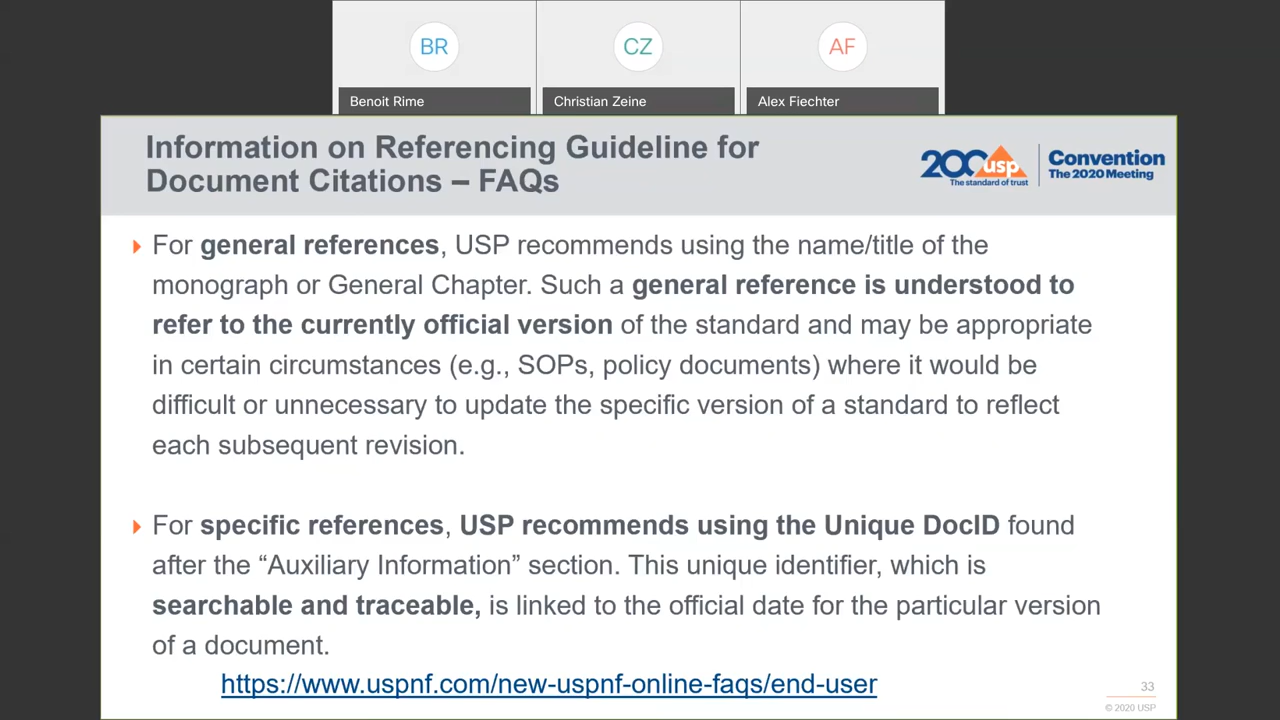 BR
CZ
AF
Benoit Rime
Christian Zeine
Alex Fiechter
Information on Referencing Guideline for
Document Citations – FAQs
200 usp
The standard of trust
Convention
The 2020 Meeting
For general references, USP recommends using the name/title of the
monograph or General Chapter. Such a general reference is understood to
refer to the currently official version of the standard and may be appropriate
in certain circumstances (e.g., SOPs, policy documents) where it would be
difficult or unnecessary to update the specific version of a standard to reflect
each subsequent revision.
For specific references, USP recommends using the Unique DocID found
after the “Auxiliary Information” section. This unique identifier, which is
searchable and traceable, is linked to the official date for the particular version
of a document.
https://www.uspnf.com/new-uspnf-online-faqs/end-user
33
© 2020 USP